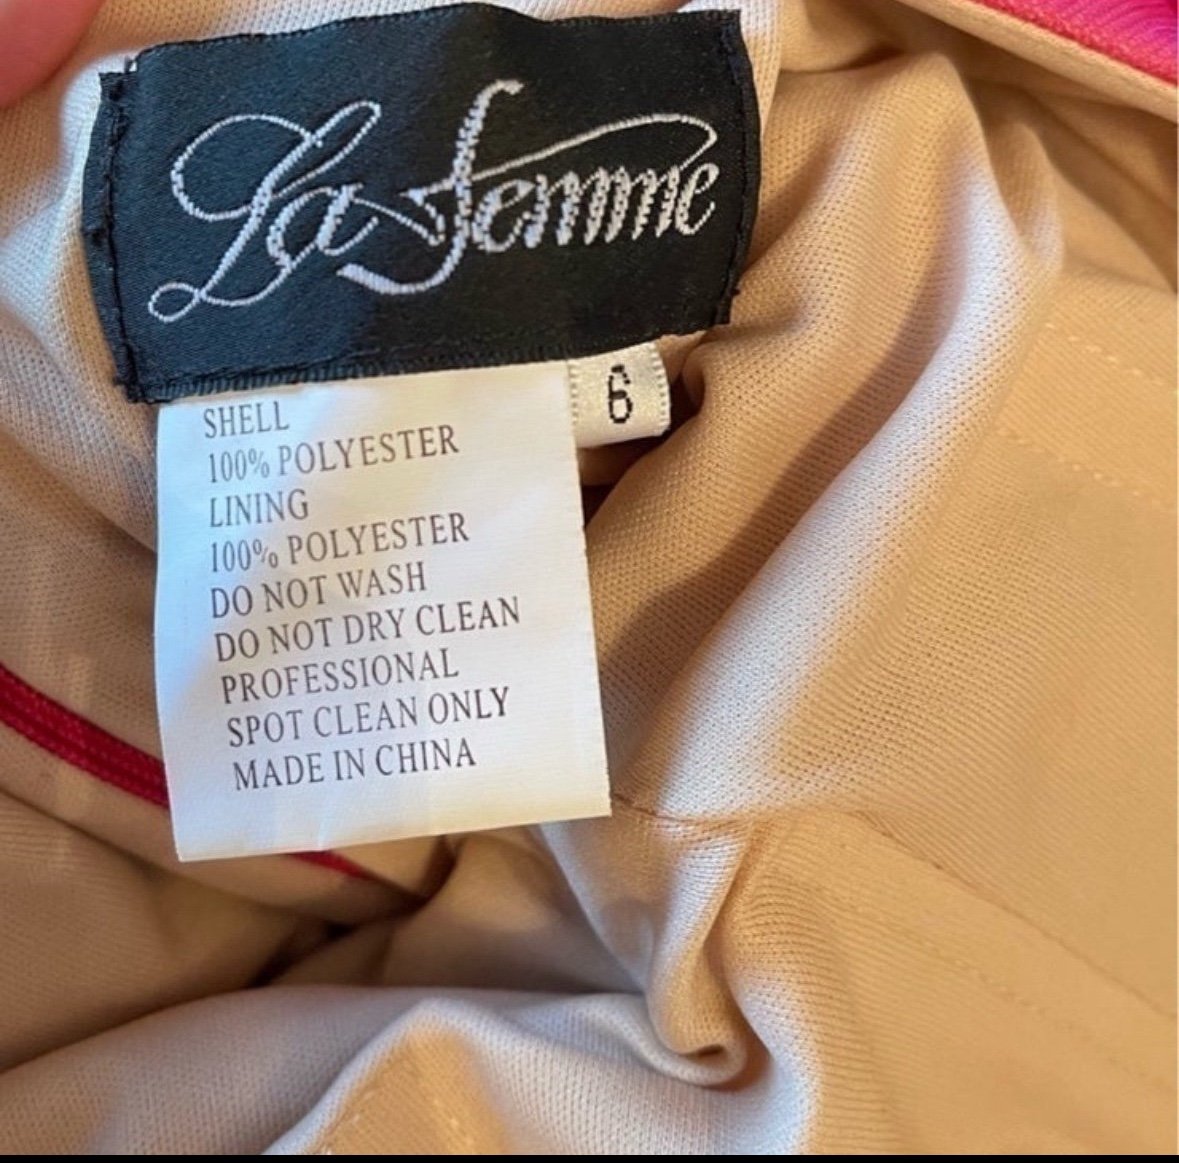 La Femme
6
SHELL
100% POLYESTER
LINING
100% POLYESTER
DO NOT WASH
DO NOT DRY CLEAN
PROFESSIONAL
SPOT CLEAN ONLY
MADE IN CHINA